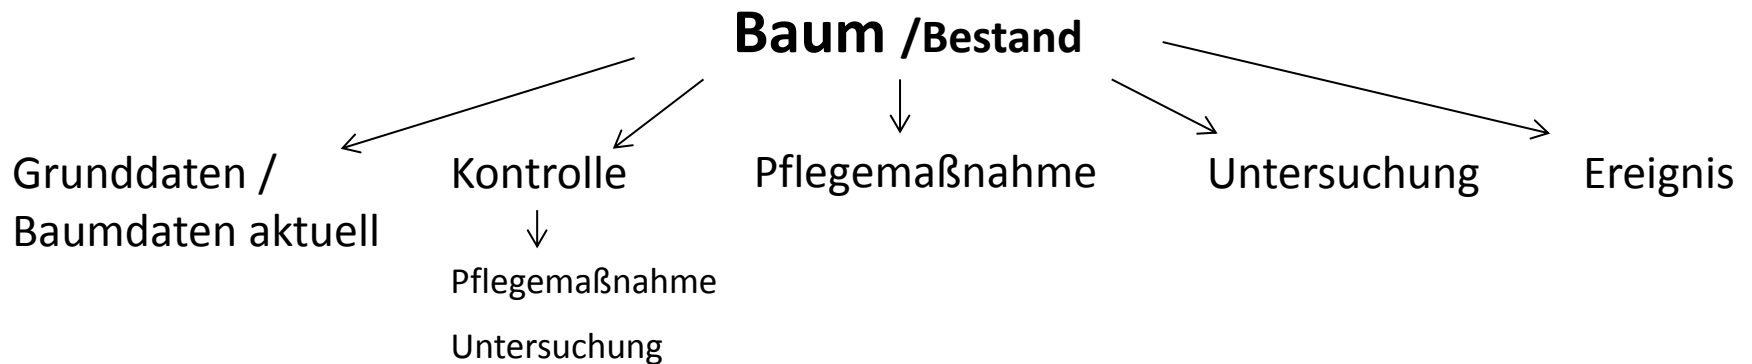 Baum /Bestand
Grunddaten /
Baumdaten aktuell
Kontrolle
Pflegemaßnahme
Untersuchung
Pflegemaßnahme
Untersuchung
Ereignis